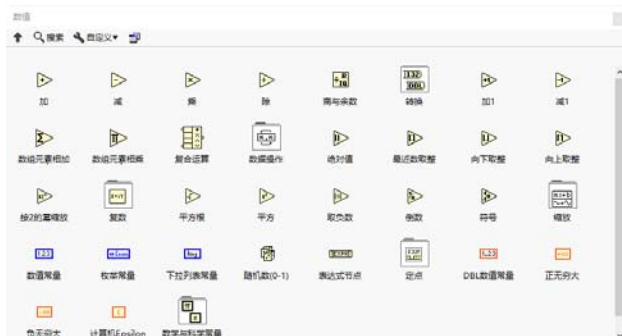 数值
搜索 自定义
加 减 乘 除 商与余数 转换 加1 减1
数组元素相加 数组元素相乘 复合运算 数据操作 绝对值 最近数取整 向下取整 向上取整
按2的幂缩放 复数 平方根 平方 取负数 倒数 符号 缩放
数值常量 枚举常量 下拉列表常量 随机数(0-1) 表达式节点 定点 DBL数值常量 正无穷大
负无穷大 计算机Epsilon 数学与科学常量